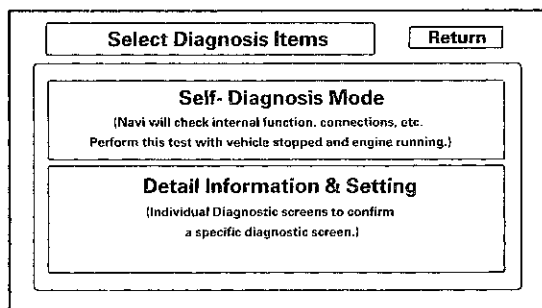 Select Diagnosis Items
Return
Self- Diagnosis Mode
(Navi will check internal function, connections, etc.
Perform this test with vehicle stopped and engine running.)
Detail Information & Setting
(Individual Diagnostic screens to confirm
a specific diagnostic screen.)